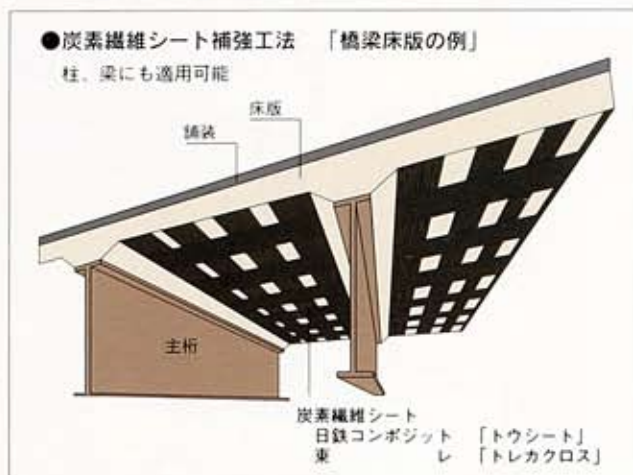 ●炭素繊維シート補強工法 「橋梁床版の例」
柱、梁にも適用可能
床版
舗装
主桁
炭素繊維シート
日鉄コンポジット 「トウシート」
東 レ 「トレカクロス」